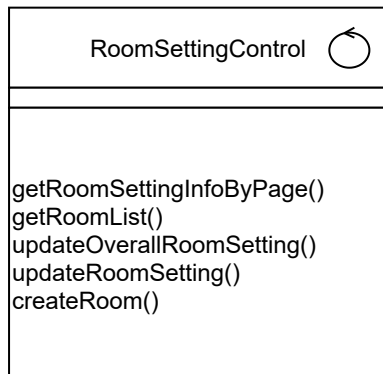 RoomSettingControl
getRoomSettingInfoByPage()
getRoomList()
updateOverallRoomSetting()
updateRoomSetting()
createRoom()